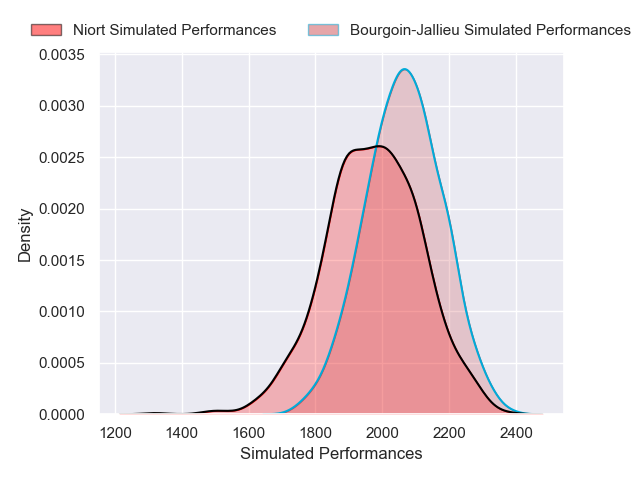 Niort Simulated Performances
Bourgoin-Jallieu Simulated Performances
0.0035
0.0030
0.0025
0.0020
0.0015
0.0010
0.0005
0.0000
Density
1200 1400 1600 1800 2000 2200 2400
Simulated Performances